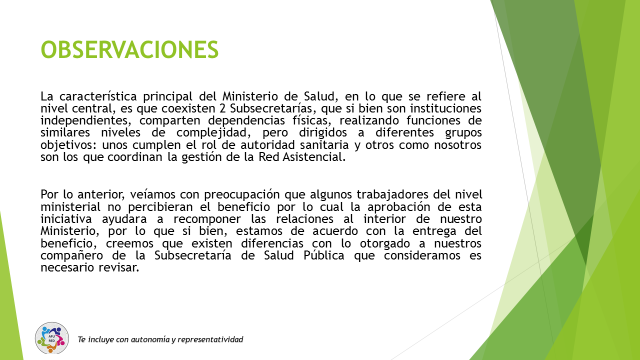 OBSERVACIONES
La característica principal del Ministerio de Salud, en lo que se refiere al
nivel central, es que coexisten 2 Subsecretarías, que si bien son instituciones
independientes, comparten dependencias físicas, realizando funciones de
similares niveles de complejidad, pero dirigidos a diferentes grupos
objetivos: unos cumplen el rol de autoridad sanitaria y otros como nosotros
son los que coordinan la gestión de la Red Asistencial.
Por lo anterior, veíamos con preocupación que algunos trabajadores del nivel
ministerial no percibieran el beneficio por lo cual la aprobación de esta
iniciativa ayudara a recomponer las relaciones al interior de nuestro
Ministerio, por lo que si bien, estamos de acuerdo con la entrega del
beneficio, creemos que existen diferencias con lo otorgado a nuestros
compañero de la Subsecretaría de Salud Pública que consideramos es
necesario revisar.
Te incluye con autonomía y representatividad